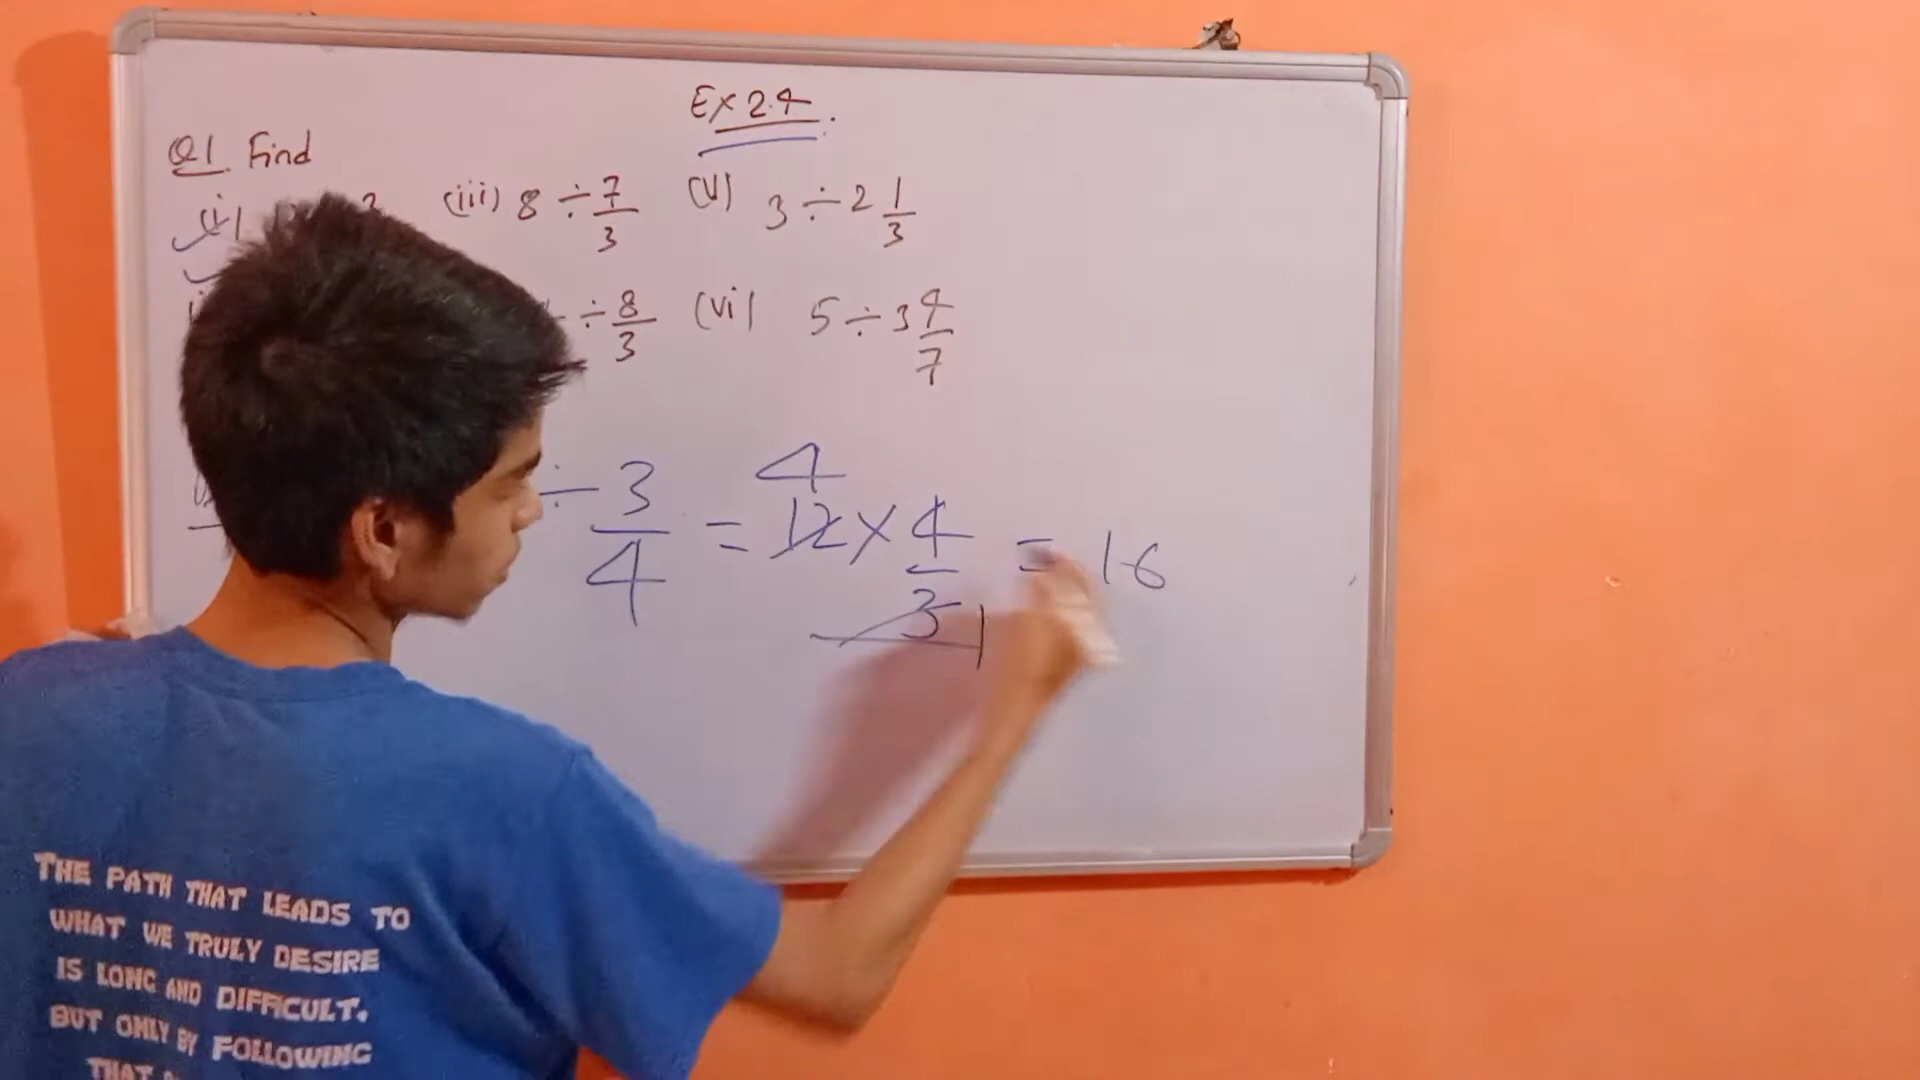 Ex 2.4
Q1. Find
(iii) 8 ÷ 7/3
(v) 3 ÷ 2 1/3
÷ 8/3
(vi) 5 ÷ 3 4/7
÷ 3/4 = 12 × 4/3 = 16
4
1
THE PATH THAT LEADS TO
WHAT WE TRULY DESIRE
IS LONG AND DIFFICULT.
BUT ONLY BY FOLLOWING
THAT